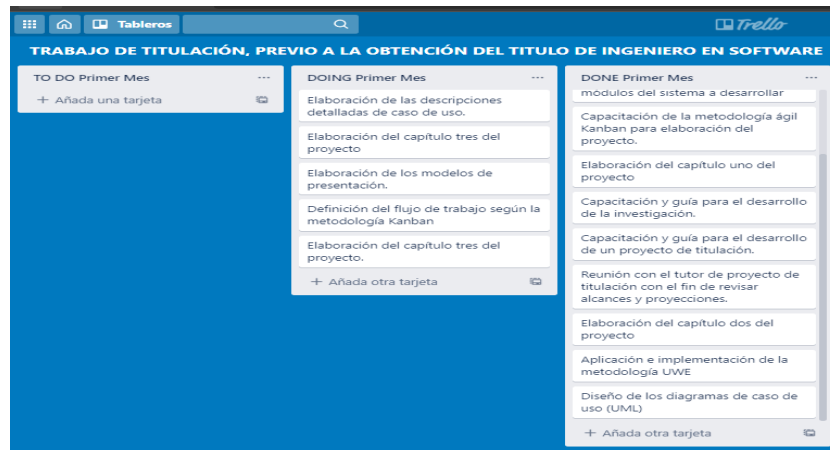 Tableros
Trello
TRABAJO DE TITULACIÓN, PREVIO A LA OBTENCIÓN DEL TITULO DE INGENIERO EN SOFTWARE
TO DO Primer Mes
+ Añada una tarjeta
DOING Primer Mes
Elaboración de las descripciones
detalladas de caso de uso.
Elaboración del capítulo tres del
proyecto
Elaboración de los modelos de
presentación.
Definición del flujo de trabajo según la
metodología Kanban
Elaboración del capítulo tres del
proyecto.
+ Añada otra tarjeta
DONE Primer Mes
módulos del sistema a desarrollar
Capacitación de la metodología ágil
Kanban para elaboración del
proyecto.
Elaboración del capítulo uno del
proyecto
Capacitación y guía para el desarrollo
de la investigación.
Capacitación y guía para el desarrollo
de un proyecto de titulación.
Reunión con el tutor de proyecto de
titulación con el fin de revisar
alcances y proyecciones.
Elaboración del capítulo dos del
proyecto
Aplicación e implementación de la
metodología UWE
Diseño de los diagramas de caso de
uso (UML)
+ Añada otra tarjeta